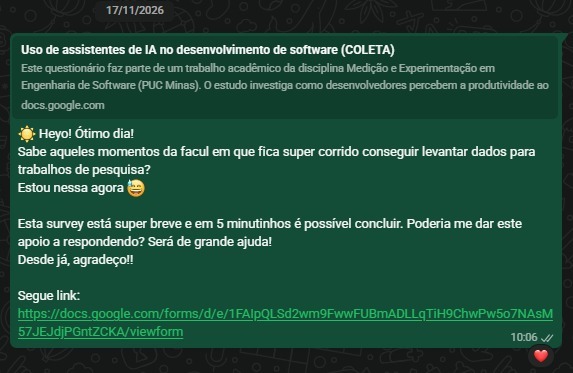 17/11/2026
Uso de assistentes de IA no desenvolvimento de software (COLETA)
Este questionário faz parte de um trabalho acadêmico da disciplina Medição e Experimentação em
Engenharia de Software (PUC Minas). O estudo investiga como desenvolvedores percebem a produtividade ao
docs.google.com
☀️ Heyo! Ótimo dia!
Sabe aqueles momentos da facul em que fica super corrido conseguir levantar dados para
trabalhos de pesquisa?
Estou nessa agora 😅
Esta survey está super breve e em 5 minutinhos é possível concluir. Poderia me dar este
apoio a respondendo? Será de grande ajuda!
Desde já, agradeço!!
Segue link:
https://docs.google.com/forms/d/e/1FAIpQLSd2wm9FwwFUBmADLLqTiH9ChwPw5o7NAsM
57JEJdjPGntZCKA/viewform
10:06